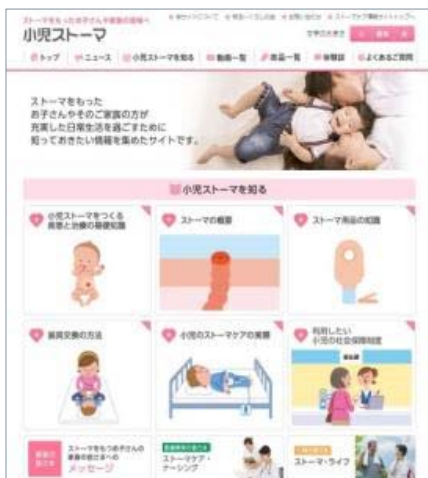 ストーマをもったお子さんや家族の皆様へ
小児ストーマ
文字の大きさ 小 標準 大
トップ ニュース 小児ストーマを知る 動画一覧 商品一覧 体験談 よくあるご質問
ストーマをもった
お子さんやそのご家族の方が
充実した日常生活を過ごすために
知っておきたい情報を集めたサイトです。
小児ストーマを知る
小児ストーマをつくる
疾患と治療の基礎知識
ストーマの概要
ストーマ用品の知識
装具交換の方法
小児のストーマケアの実際
利用したい
小児の社会保障制度
ストーマをもつお子さんの
家族の皆さまへの
メッセージ
ストーマケア・
ナーシング
ストーマ・ライフ